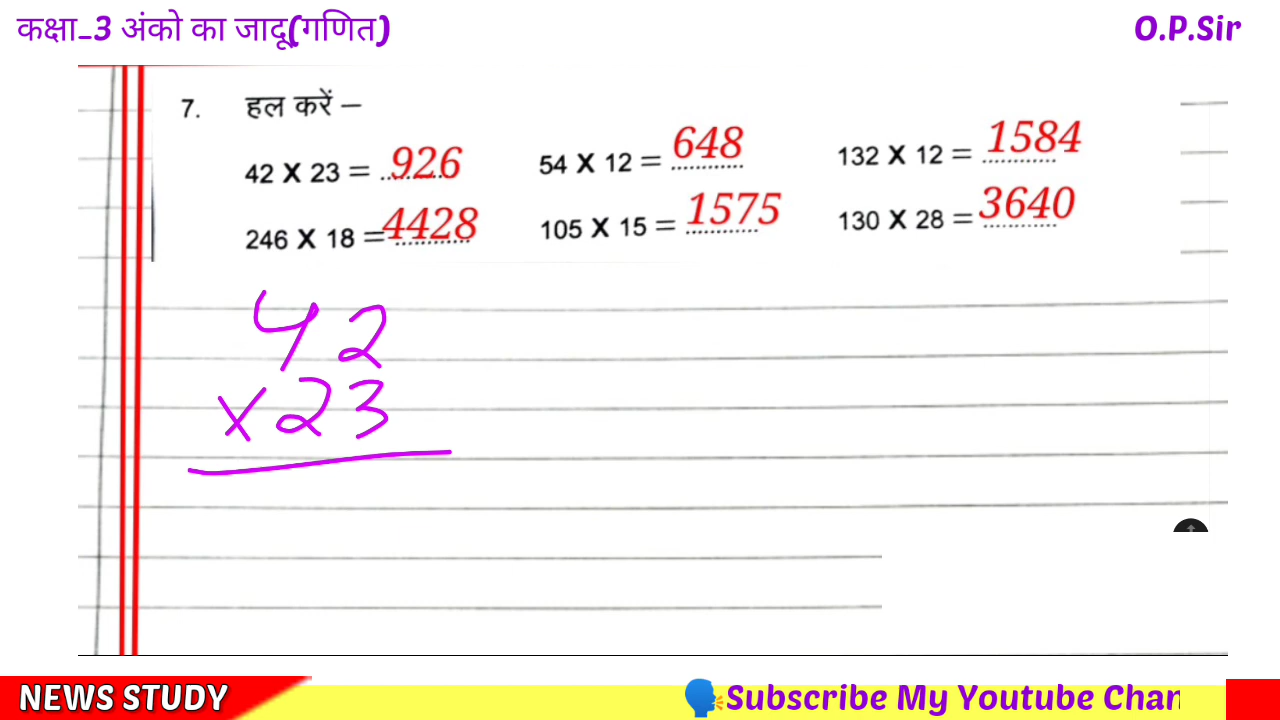 कक्षा-3 अंको का जादू(गणित) O.P.Sir
7. हल करें –
42 X 23 = 926 54 X 12 = 648 132 X 12 = 1584
246 X 18 = 4428 105 X 15 = 1575 130 X 28 = 3640
42
x 23
NEWS STUDY 🗣Subscribe My Youtube Chan